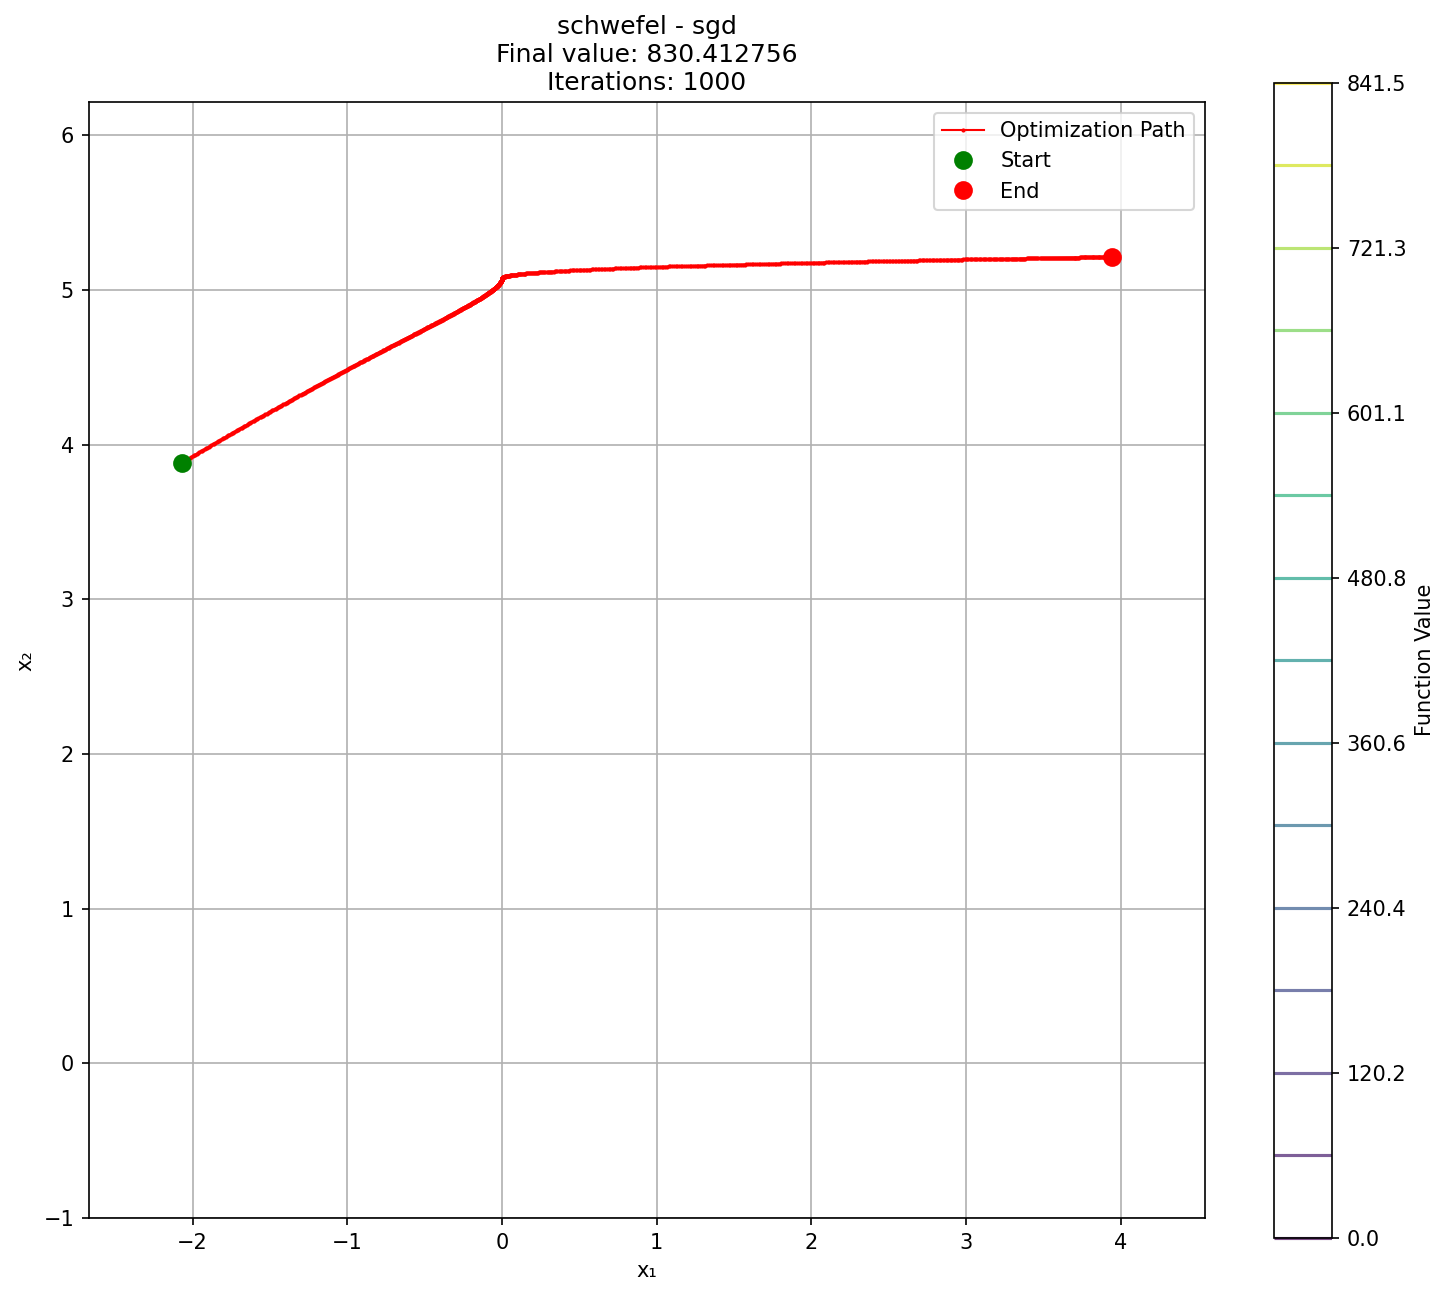 schwefel - sgd
Final value: 830.412756
Iterations: 1000
Optimization Path
Start
End
6
5
4
3
2
1
0
−1
x₂
−2
−1
0
1
2
3
4
x₁
841.5
721.3
601.1
480.8
360.6
240.4
120.2
0.0
Function Value